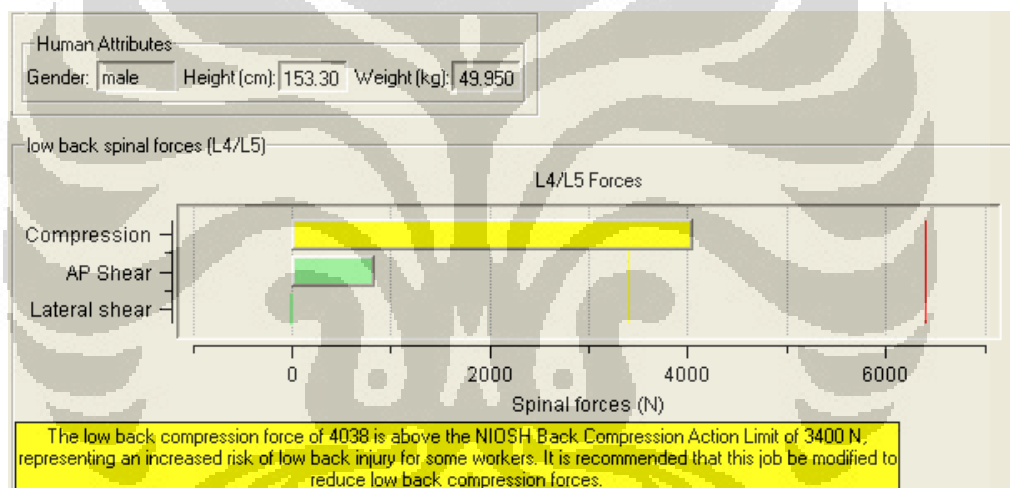 Human Attributes
Gender: male Height (cm): 153.30 Weight (kg): 49.950
low back spinal forces (L4/L5)
L4/L5 Forces
Compression
AP Shear
Lateral shear
0 2000 4000 6000
Spinal forces (N)
The low back compression force of 4038 is above the NIOSH Back Compression Action Limit of 3400 N,
representing an increased risk of low back injury for some workers. It is recommended that this job be modified to
reduce low back compression forces.